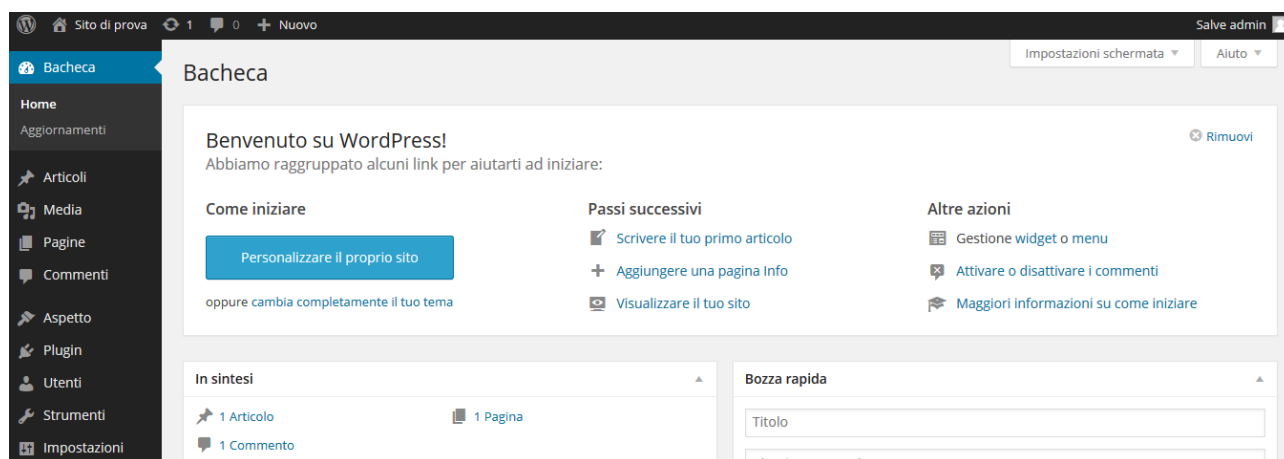 Sito di prova 1 0 + Nuovo Salve admin
Impostazioni schermata Aiuto
Bacheca
Home
Aggiornamenti
Articoli
Media
Pagine
Commenti
Aspetto
Plugin
Utenti
Strumenti
Impostazioni
Bacheca
Benvenuto su WordPress!
Rimuovi
Abbiamo raggruppato alcuni link per aiutarti ad iniziare:
Come iniziare
Personalizzare il proprio sito
oppure cambia completamente il tuo tema
Passi successivi
Scrivere il tuo primo articolo
Aggiungere una pagina Info
Visualizzare il tuo sito
Altre azioni
Gestione widget o menu
Attivare o disattivare i commenti
Maggiori informazioni su come iniziare
In sintesi
1 Articolo 1 Pagina
1 Commento
Bozza rapida
Titolo